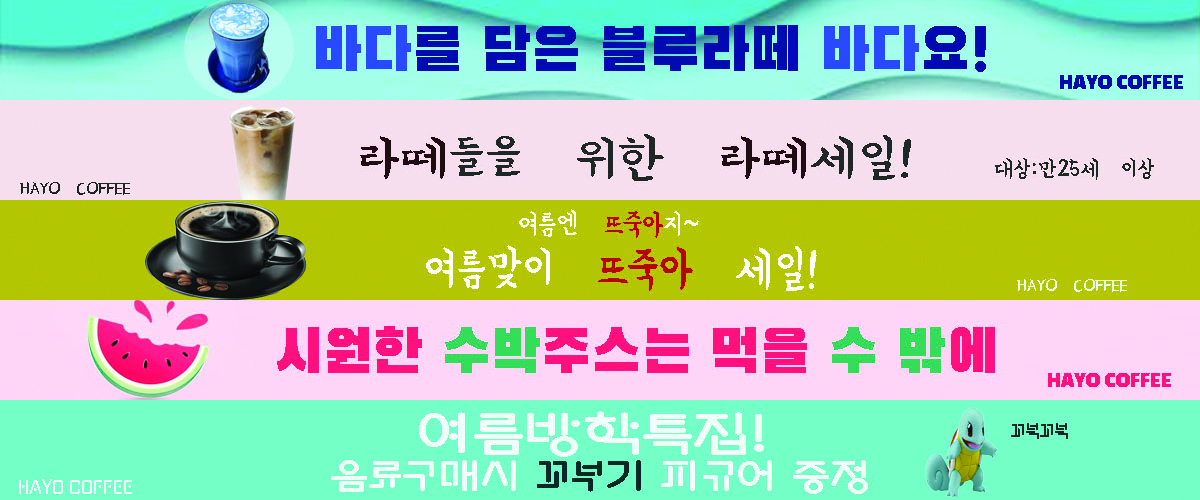 바다를 담은 블루라떼 바다요!
HAYO COFFEE
라떼들을 위한 라떼세일!
대상:만25세 이상
HAYO COFFEE
여름엔 뜨죽아지~
여름맞이 뜨죽아 세일!
HAYO COFFEE
시원한 수박주스는 먹을 수 밖에
HAYO COFFEE
여름방학특집!
꼬북꼬북
음료구매시 꼬부기 피규어 증정
HAYO COFFEE